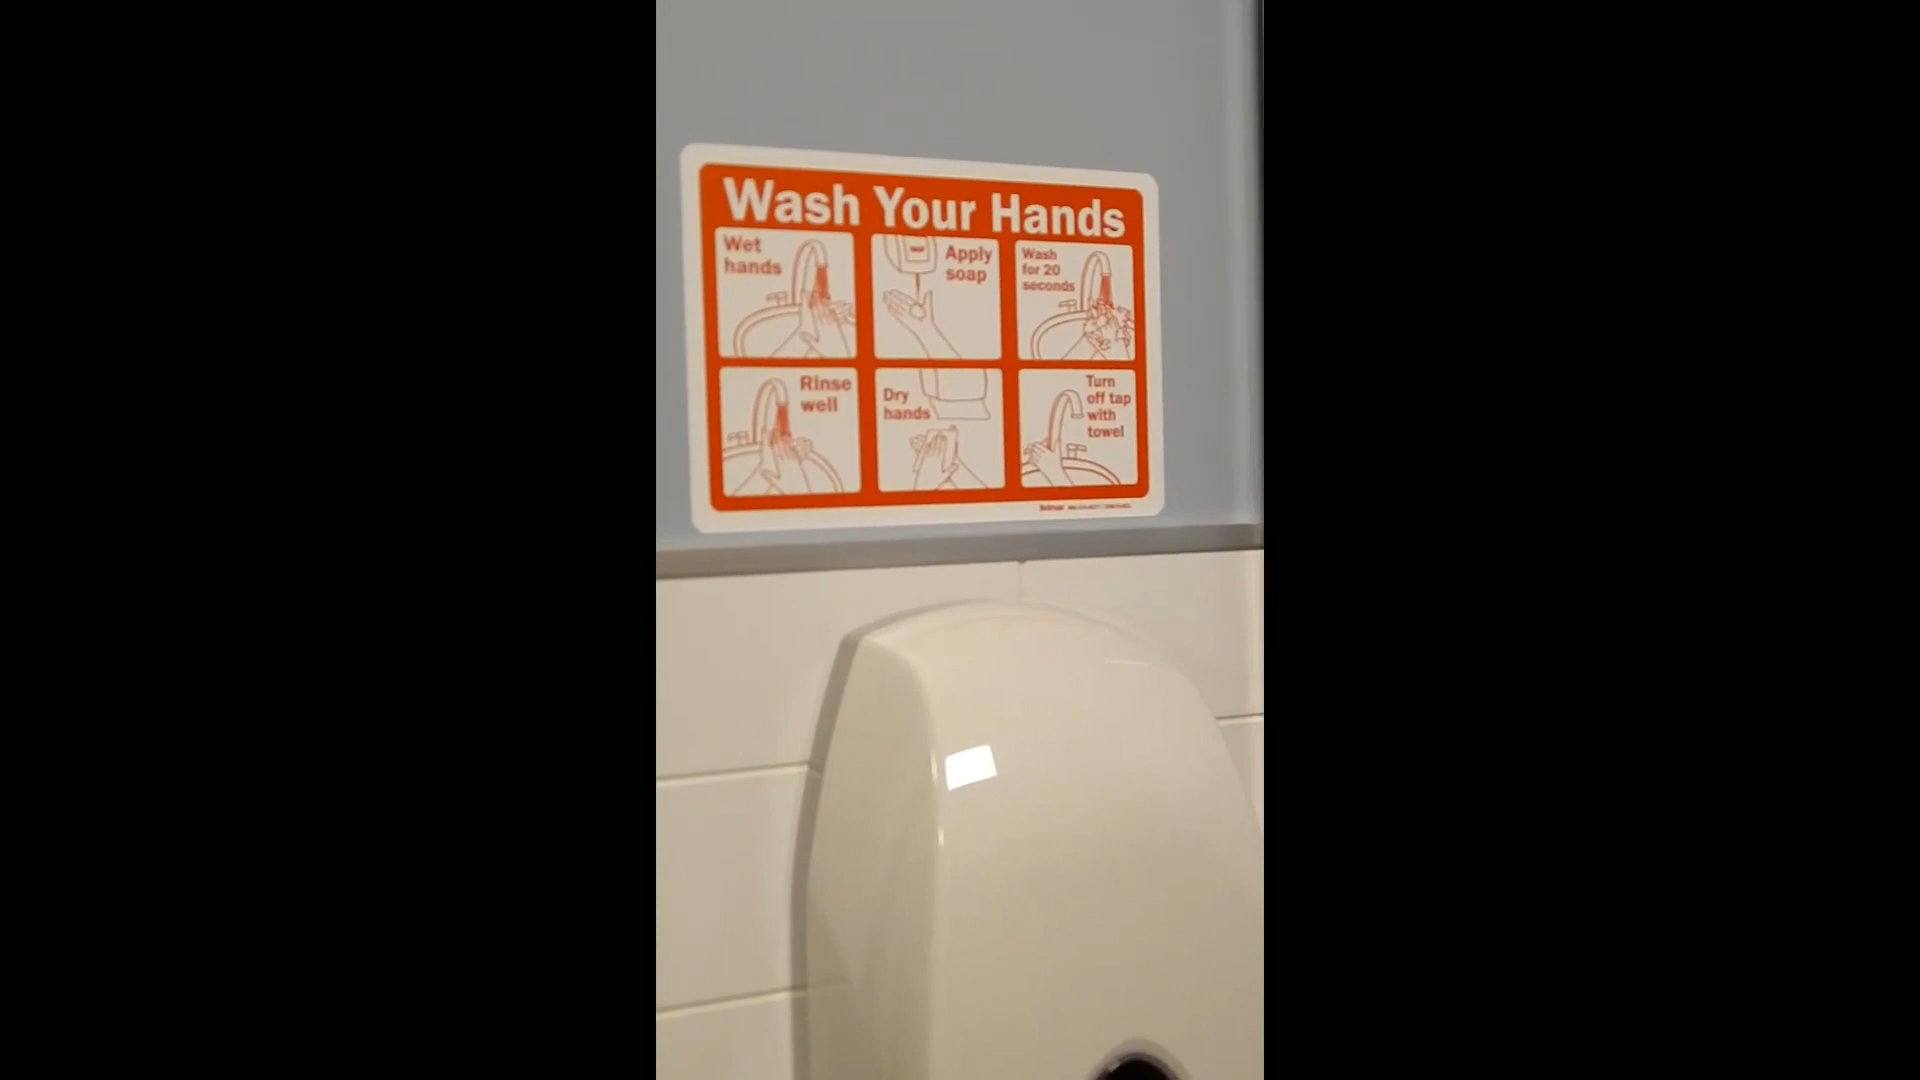 Wash Your Hands
Wet
hands
Apply
soap
Wash
for 20
seconds
Rinse
well
Dry
hands
Turn
off tap
with
towel